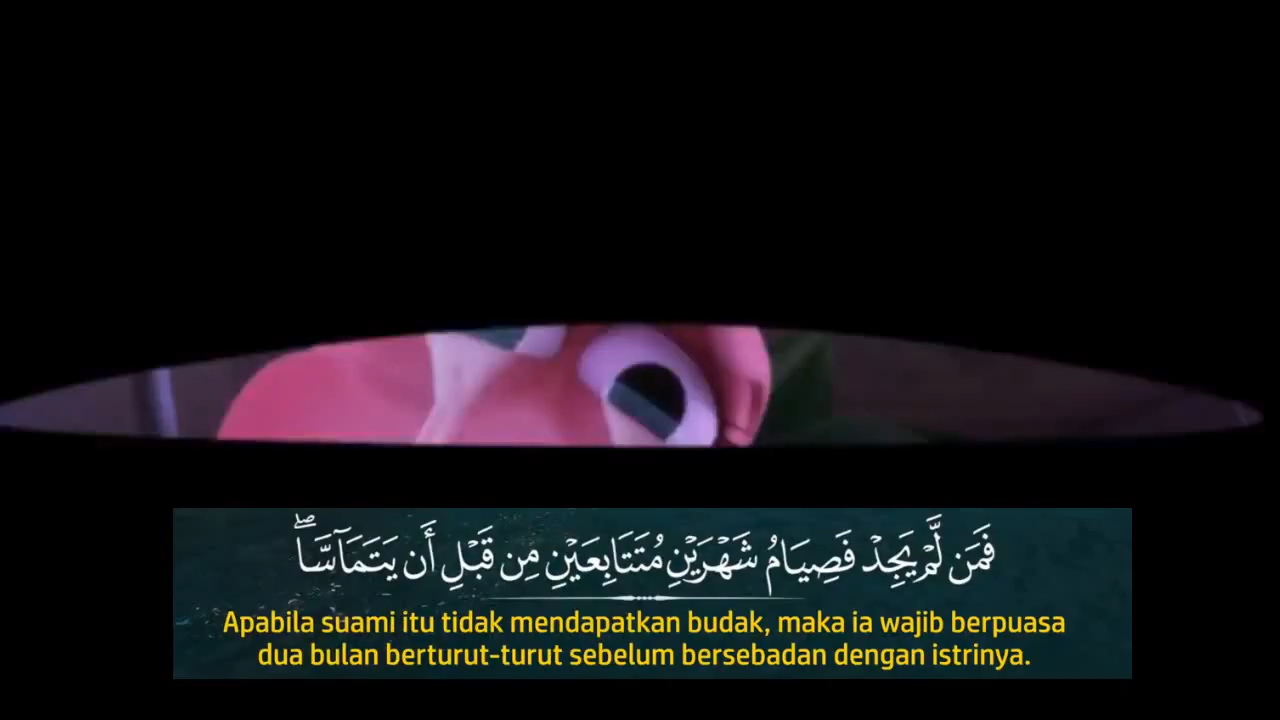 فَمَن لَّمۡ يَجِدۡ فَصِيَامُ شَهۡرَيۡنِ مُتَتَابِعَيۡنِ مِن قَبۡلِ أَن يَتَمَآسَّاۖ
Apabila suami itu tidak mendapatkan budak, maka ia wajib berpuasa
dua bulan berturut-turut sebelum bersebadan dengan istrinya.